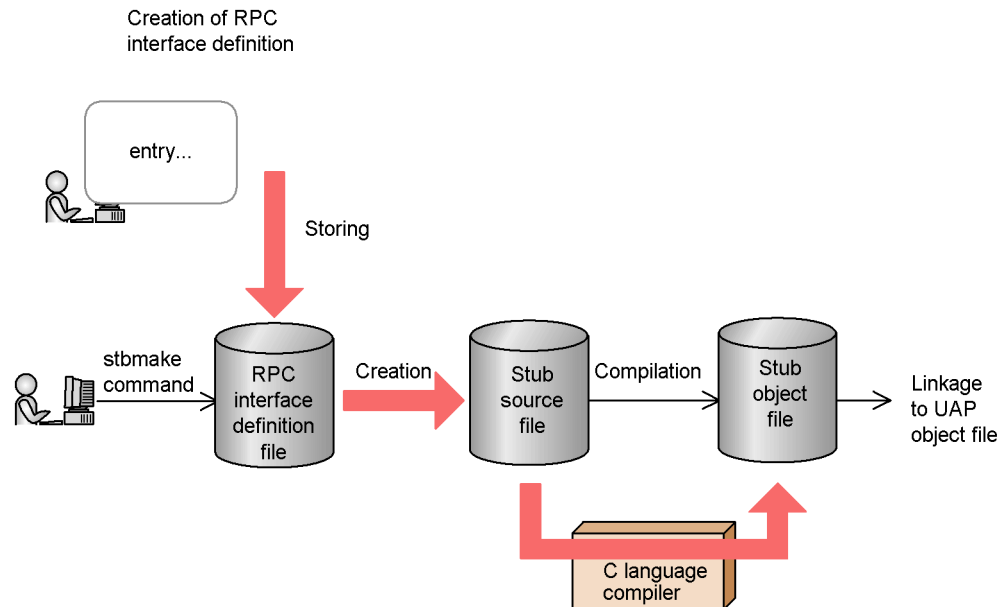 Creation of RPC
interface definition
entry...
Storing
stbmake
command
RPC
interface
definition
file
Creation
Stub
source
file
Compilation
Stub
object
file
Linkage
to UAP
object file
C language
compiler